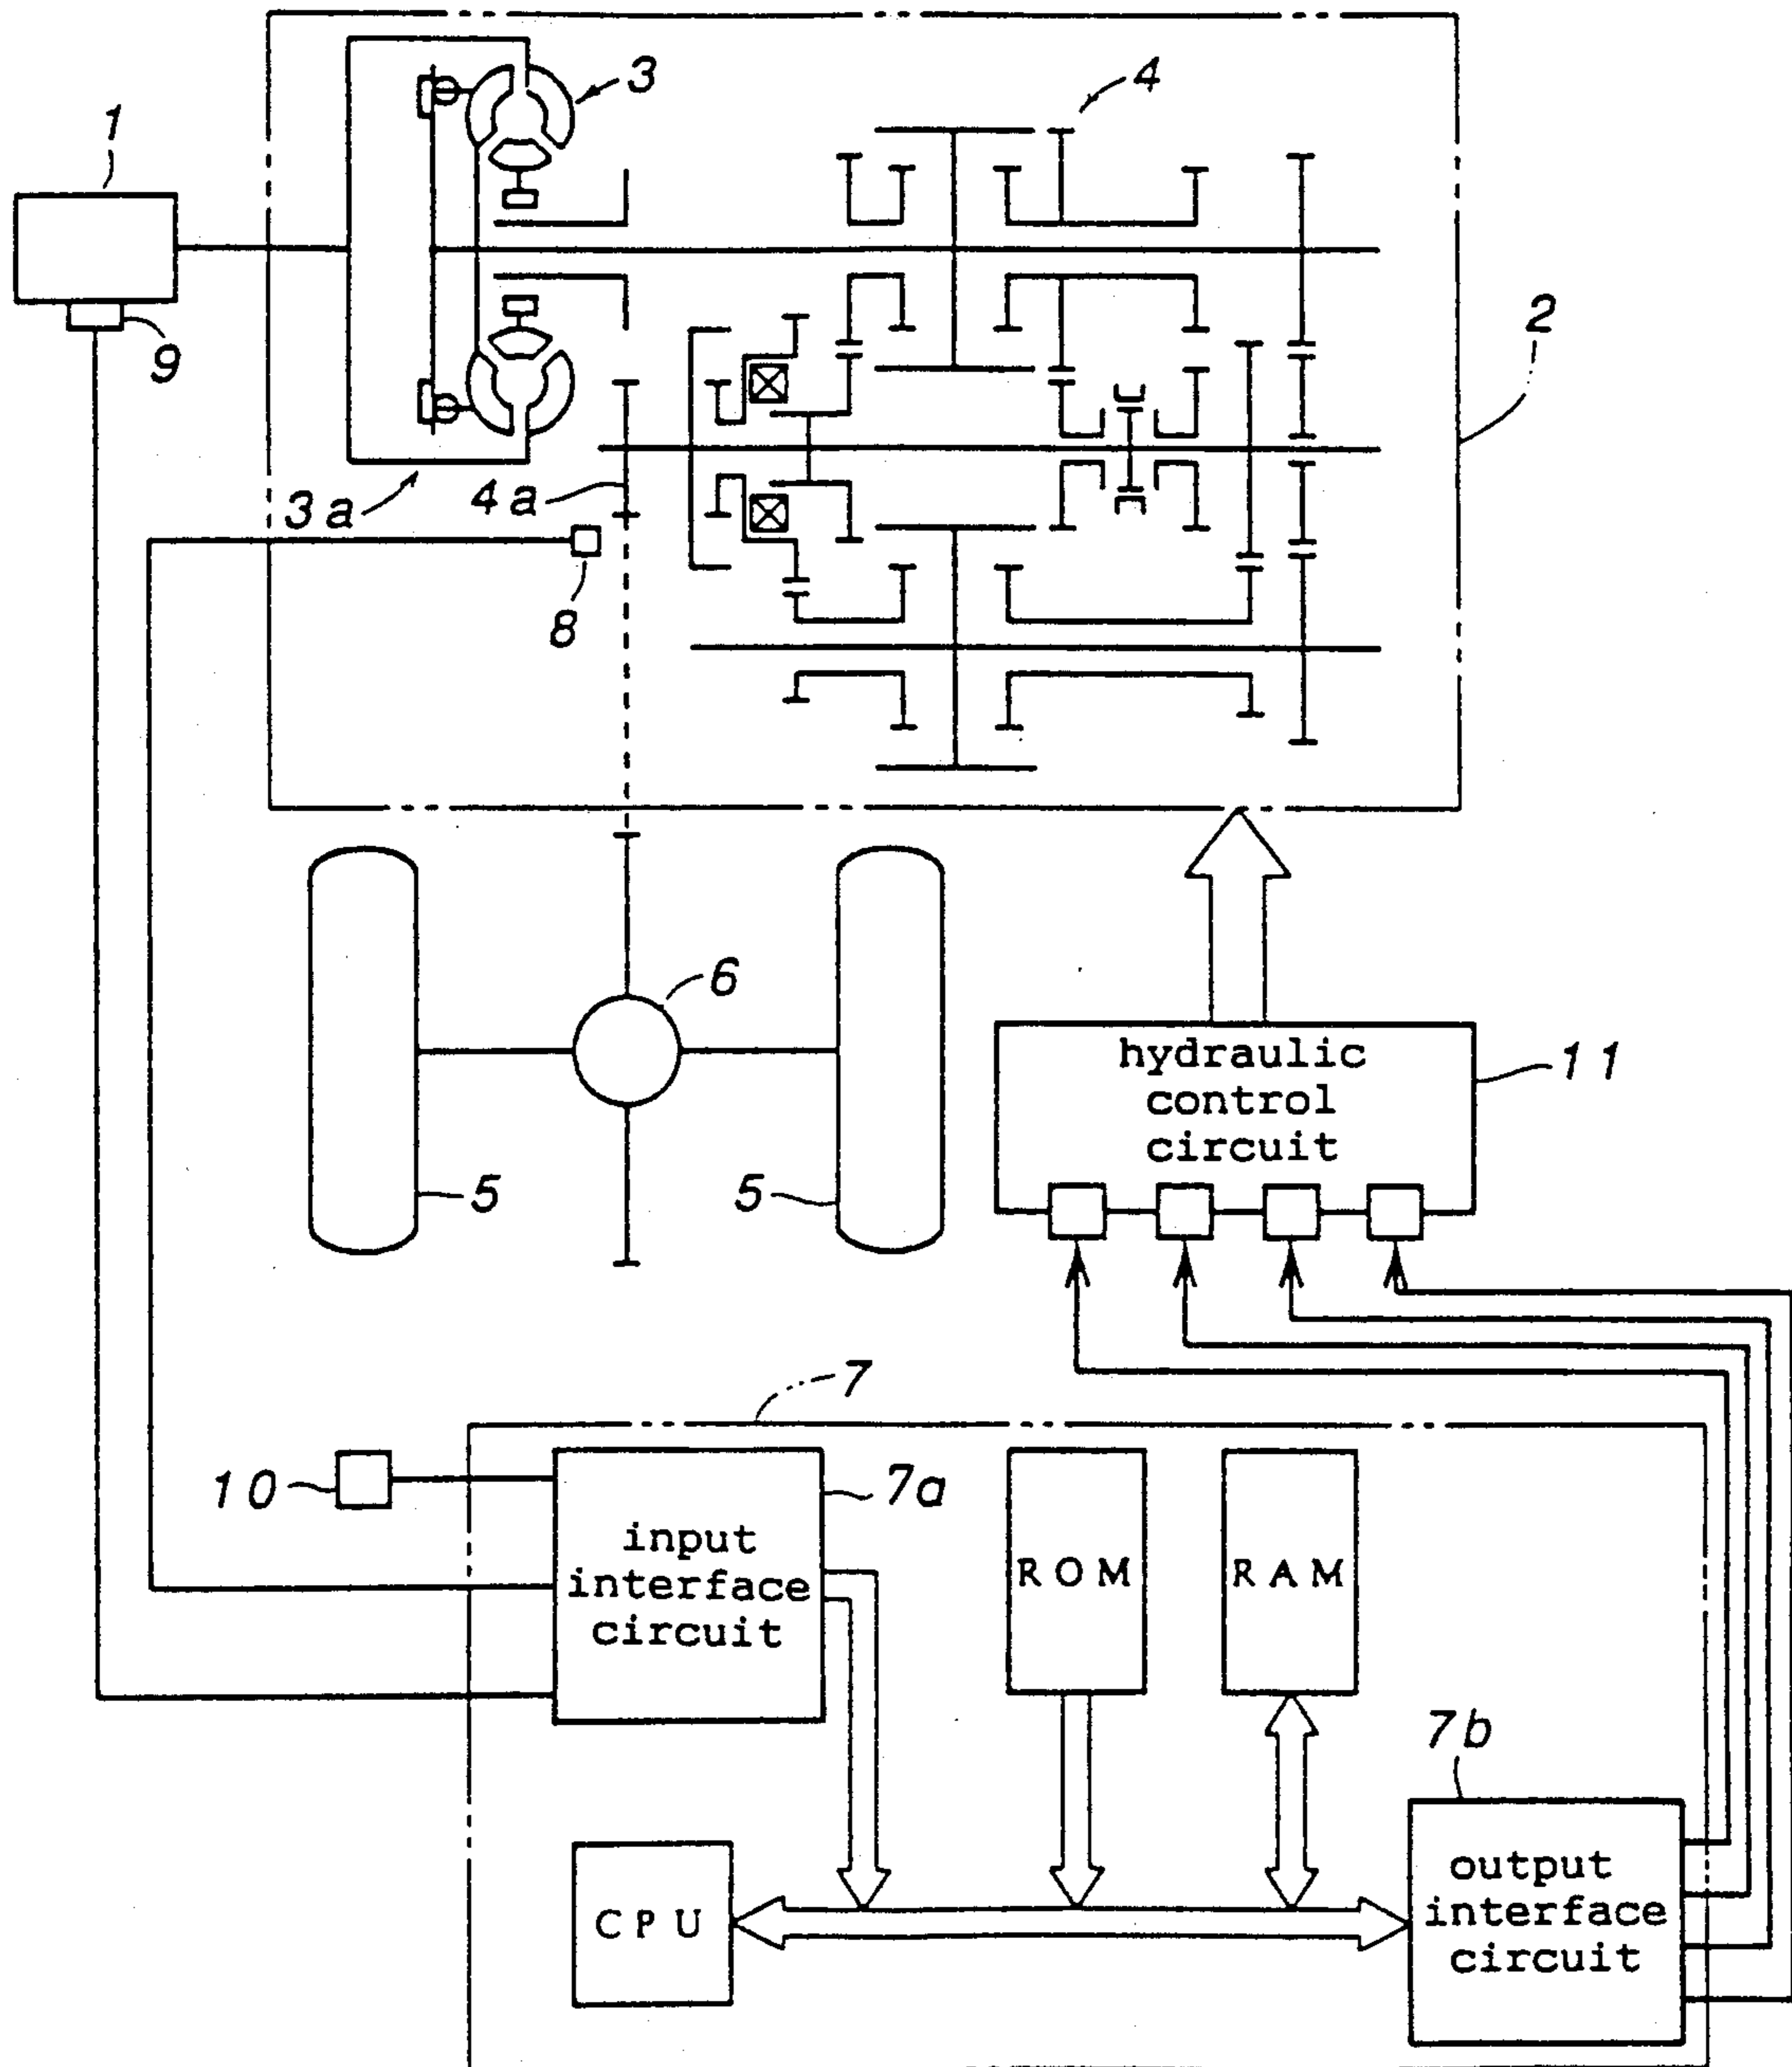 3
4
1
2
9
3a
4a
8
6
hydraulic
control
circuit
11
5
5
7
10
7a
input
interface
circuit
ROM
RAM
7b
CPU
output
interface
circuit